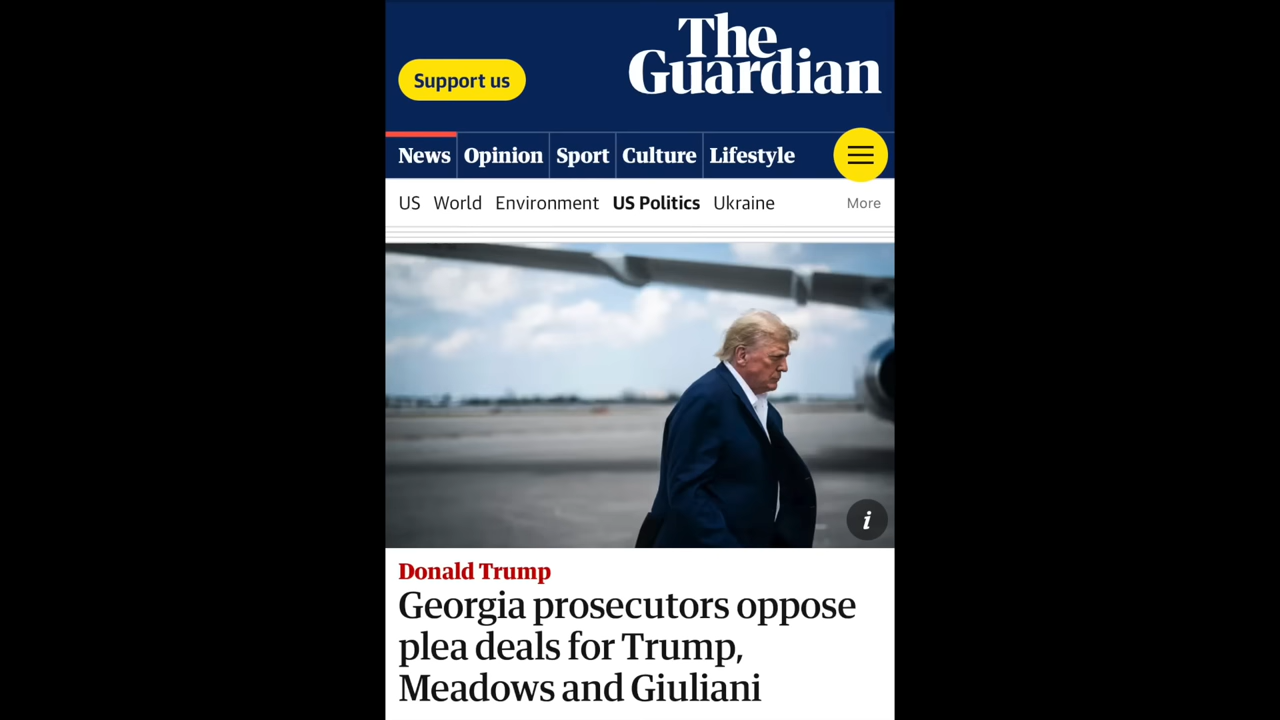 The
Guardian
Support us
News Opinion Sport Culture Lifestyle
US World Environment US Politics Ukraine More
i
Donald Trump
Georgia prosecutors oppose
plea deals for Trump,
Meadows and Giuliani